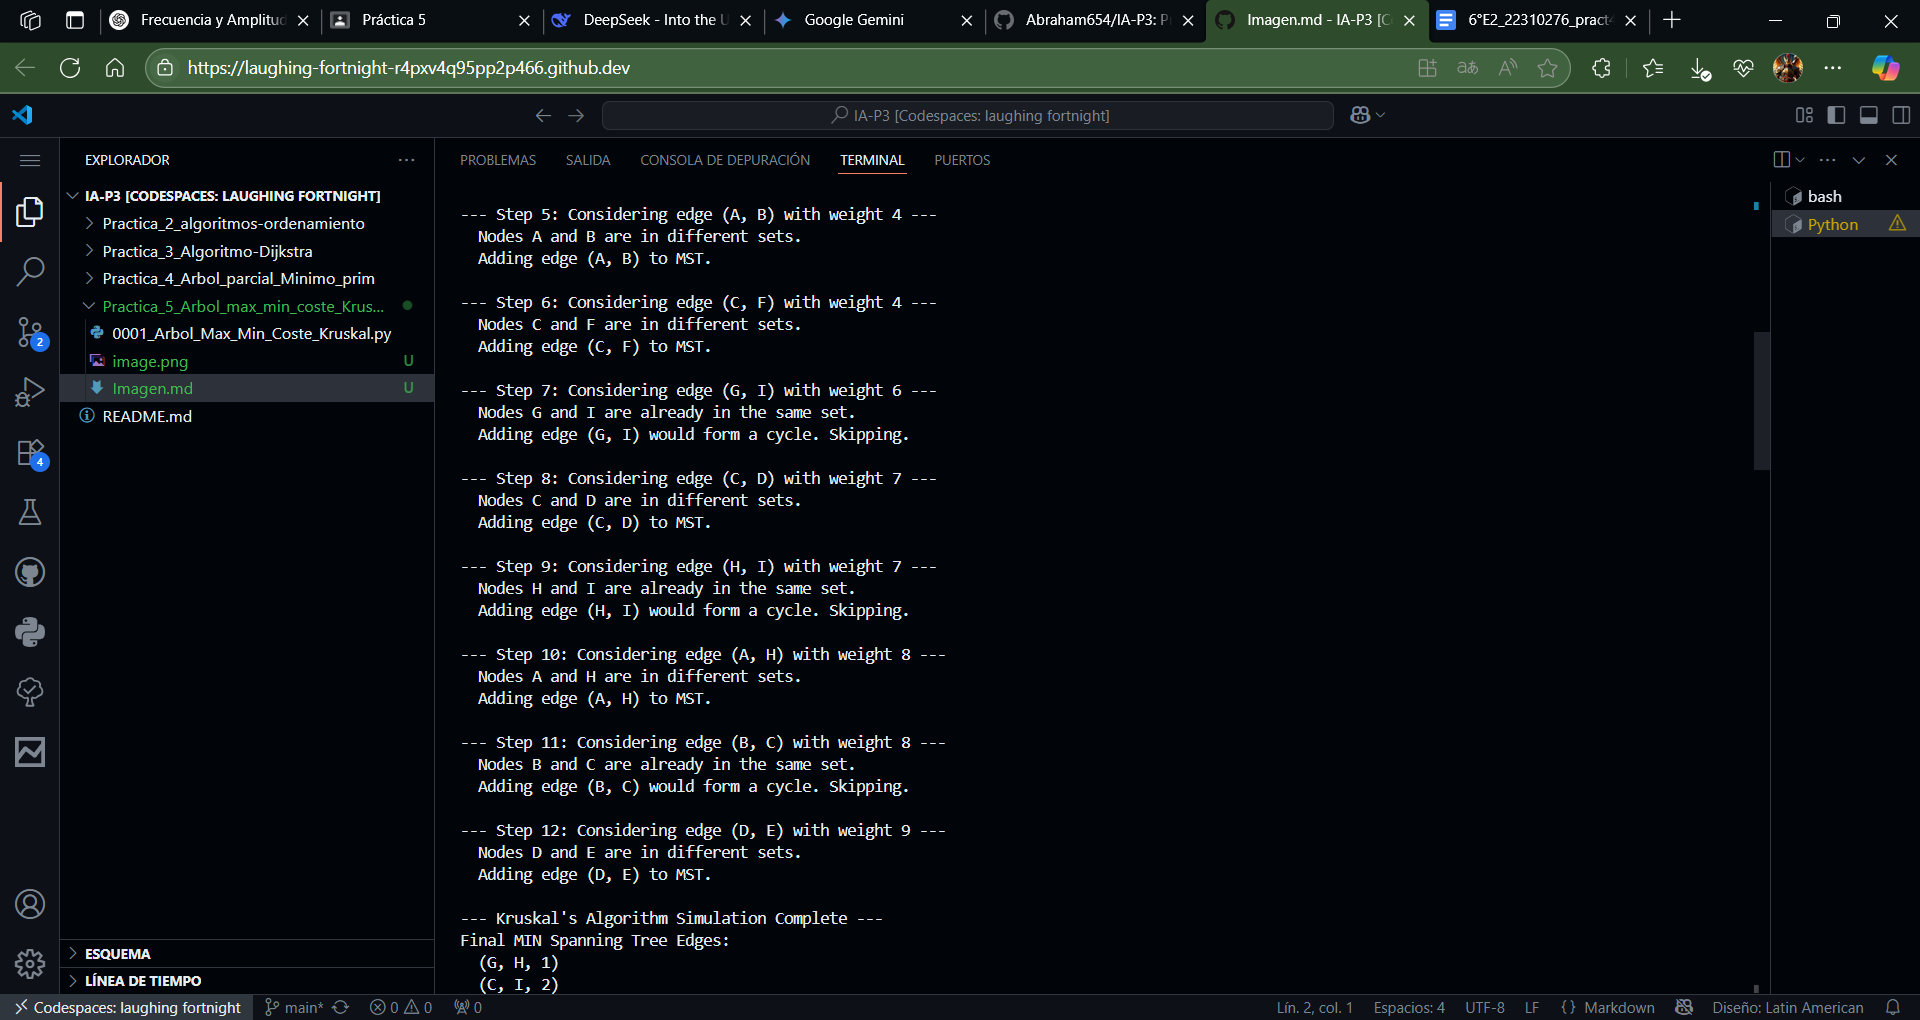 Frecuencia y Amplitud
Práctica 5
DeepSeek - Into the U
Google Gemini
Abraham654/IA-P3: P
Imagen.md - IA-P3 [C
6°E2_22310276_pract
https://laughing-fortnight-r4pxv4q95pp2p466.github.dev
IA-P3 [Codespaces: laughing fortnight]
EXPLORADOR
PROBLEMAS
SALIDA
CONSOLA DE DEPURACIÓN
TERMINAL
PUERTOS
IA-P3 [CODESPACES: LAUGHING FORTNIGHT]
Practica_2_algoritmos-ordenamiento
Practica_3_Algoritmo-Dijkstra
Practica_4_Arbol_parcial_Minimo_prim
Practica_5_Arbol_max_min_coste_Krus...
0001_Arbol_Max_Min_Coste_Kruskal.py
image.png U
Imagen.md U
README.md
2
4
ESQUEMA
LÍNEA DE TIEMPO
--- Step 5: Considering edge (A, B) with weight 4 ---
Nodes A and B are in different sets.
Adding edge (A, B) to MST.
--- Step 6: Considering edge (C, F) with weight 4 ---
Nodes C and F are in different sets.
Adding edge (C, F) to MST.
--- Step 7: Considering edge (G, I) with weight 6 ---
Nodes G and I are already in the same set.
Adding edge (G, I) would form a cycle. Skipping.
--- Step 8: Considering edge (C, D) with weight 7 ---
Nodes C and D are in different sets.
Adding edge (C, D) to MST.
--- Step 9: Considering edge (H, I) with weight 7 ---
Nodes H and I are already in the same set.
Adding edge (H, I) would form a cycle. Skipping.
--- Step 10: Considering edge (A, H) with weight 8 ---
Nodes A and H are in different sets.
Adding edge (A, H) to MST.
--- Step 11: Considering edge (B, C) with weight 8 ---
Nodes B and C are already in the same set.
Adding edge (B, C) would form a cycle. Skipping.
--- Step 12: Considering edge (D, E) with weight 9 ---
Nodes D and E are in different sets.
Adding edge (D, E) to MST.
--- Kruskal's Algorithm Simulation Complete ---
Final MIN Spanning Tree Edges:
(G, H, 1)
(C, I, 2)
bash
Python
Codespaces: laughing fortnight
main*
0
0
0
Lín. 2, col. 1
Espacios: 4
UTF-8
LF
{} Markdown
Diseño: Latin American